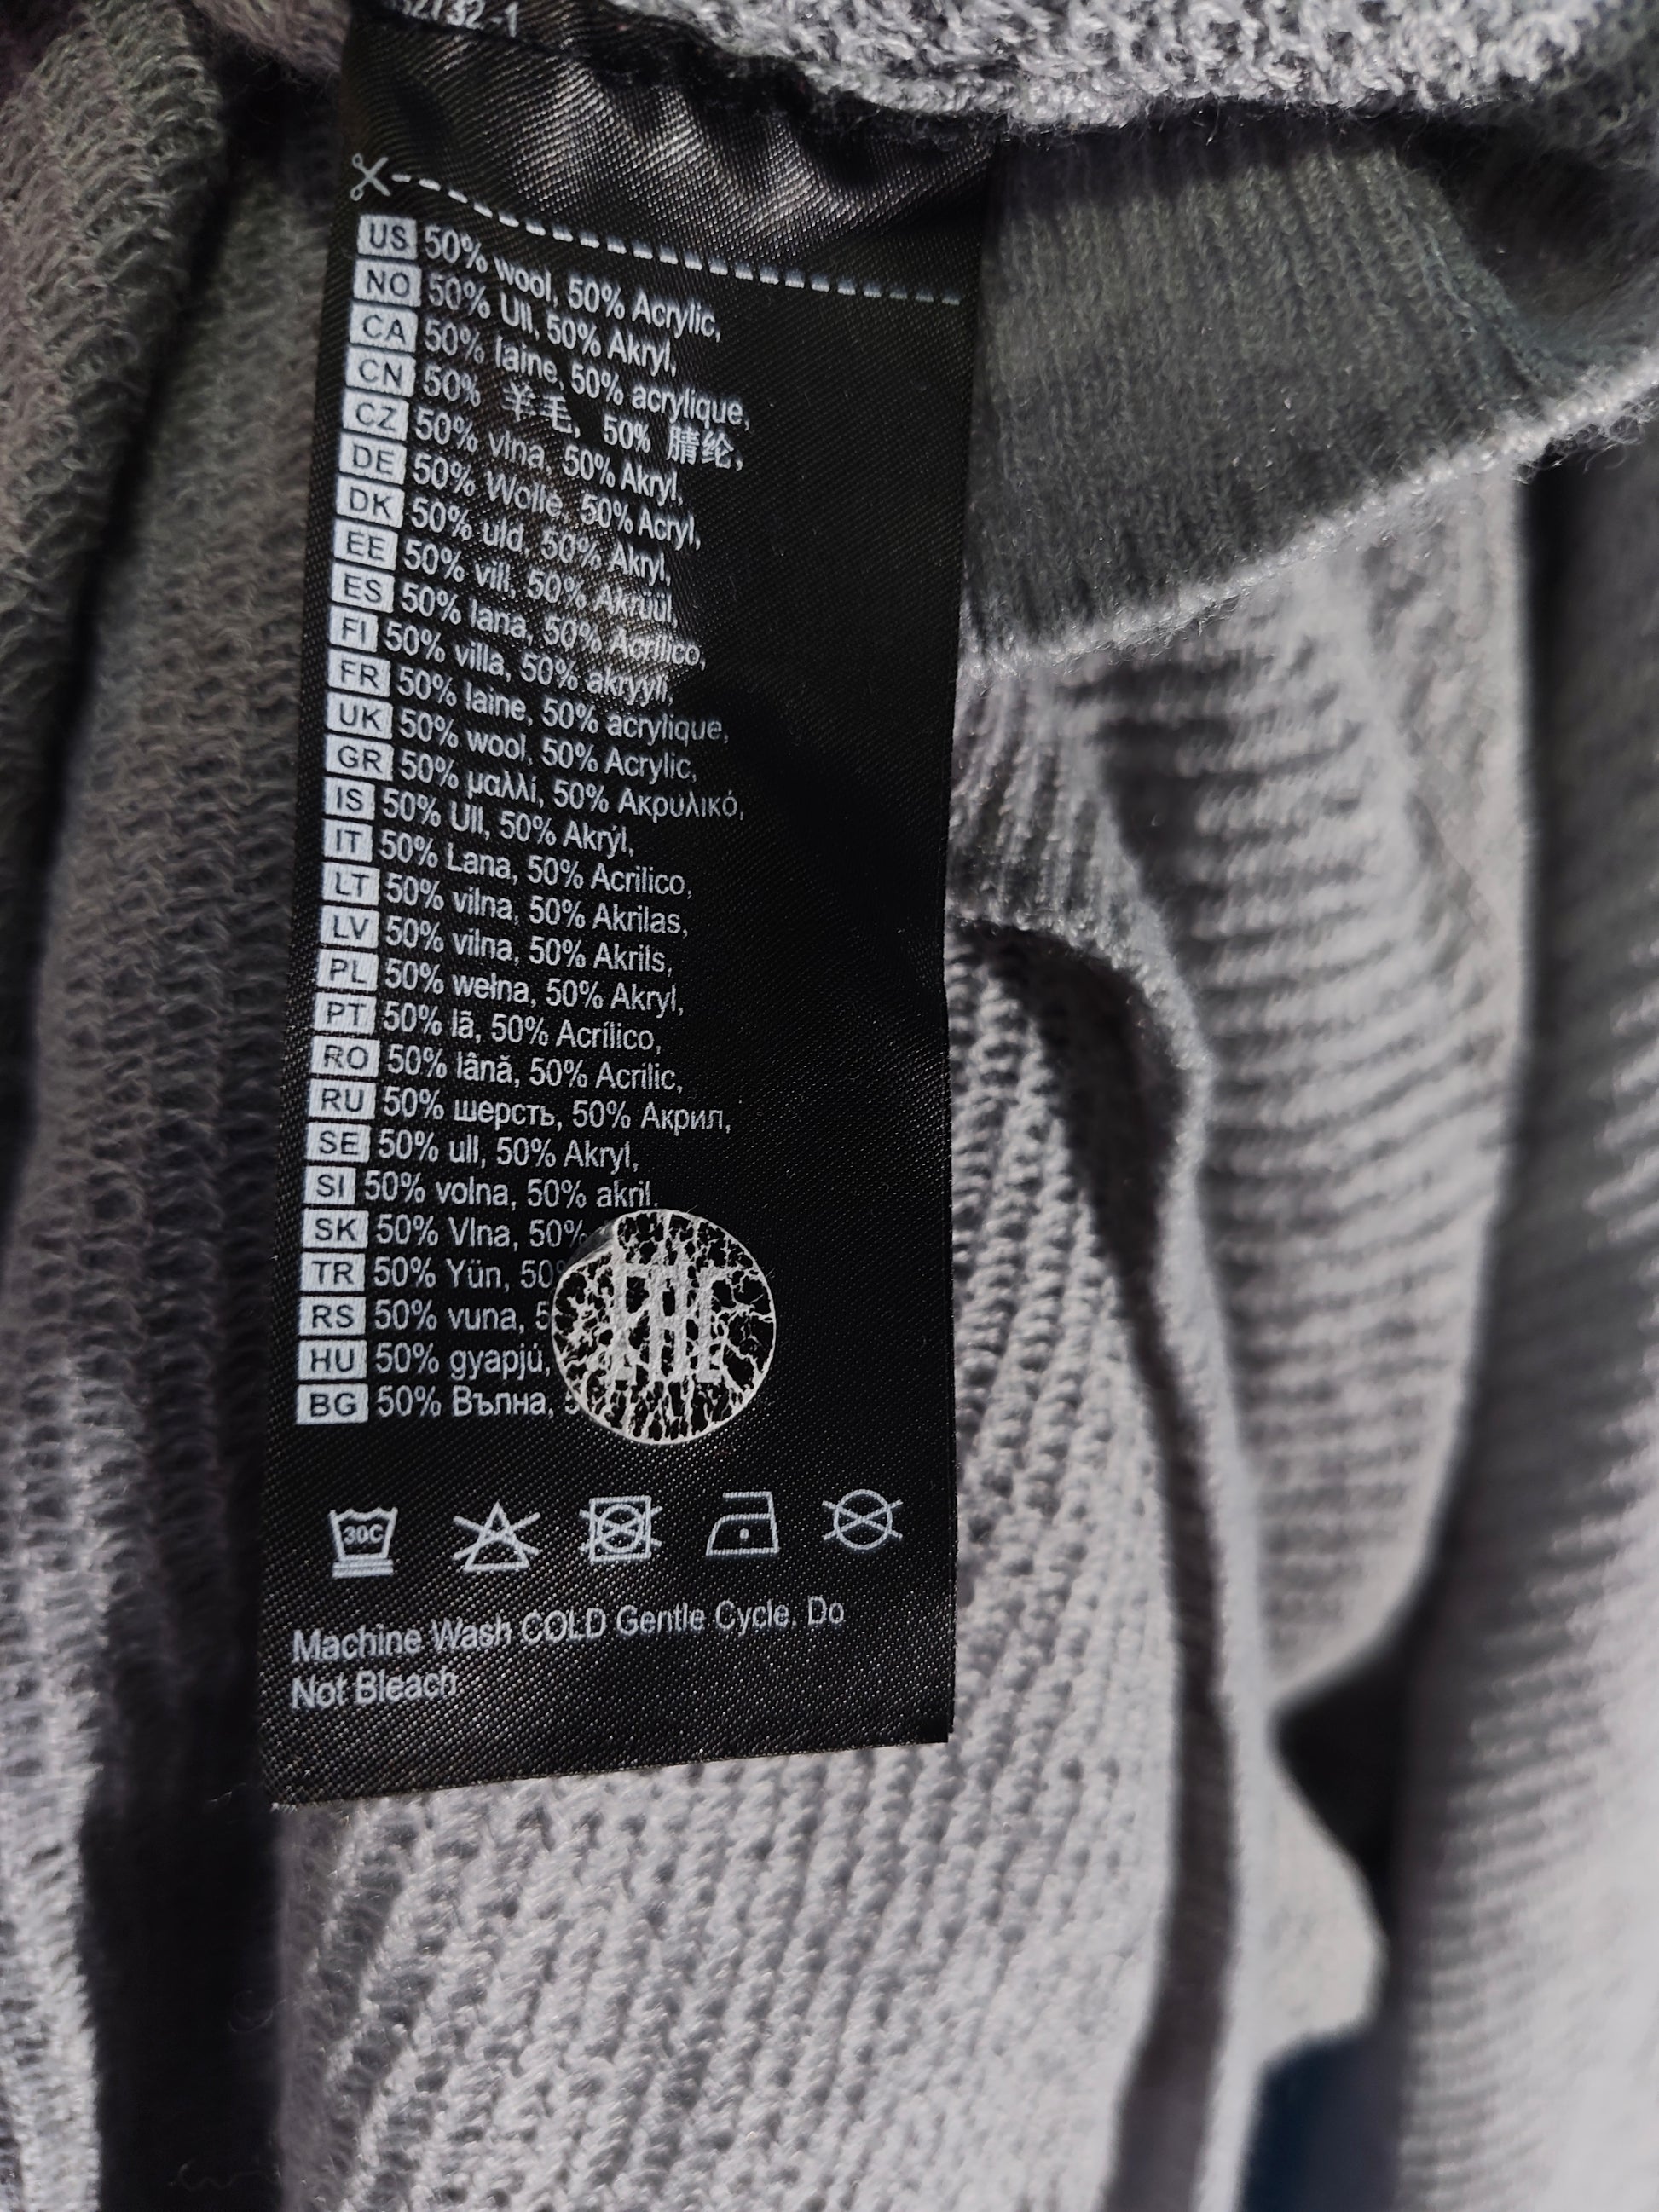 US 50% wool, 50% Acrylic,
NO 50% Ull, 50% Akryl,
CA 50% laine, 50% acrylique,
CN 50% 羊毛, 50% 腈纶,
CZ 50% vlna, 50% Akryl,
DE 50% Wolle, 50% Acryl,
DK 50% uld, 50% Akryl,
EE 50% vill, 50% Akrüül,
ES 50% lana, 50% Acrílico,
FI 50% villa, 50% akryyli,
FR 50% laine, 50% acrylique,
UK 50% wool, 50% Acrylic,
GR 50% μαλλί, 50% Ακρυλικό,
IS 50% Ull, 50% Akrýl,
IT 50% Lana, 50% Acrilico,
LT 50% vilna, 50% Akrilas,
LV 50% vilna, 50% Akrils,
PL 50% wełna, 50% Akryl,
PT 50% lã, 50% Acrílico,
RO 50% lână, 50% Acrilic,
RU 50% шерсть, 50% Акрил,
SE 50% ull, 50% Akryl,
SI 50% volna, 50% akril,
SK 50% Vlna, 50%
TR 50% Yün, 50
RS 50% vuna, 5
HU 50% gyapjú,
BG 50% Вълна,
30C
Machine Wash COLD Gentle Cycle. Do
Not Bleach